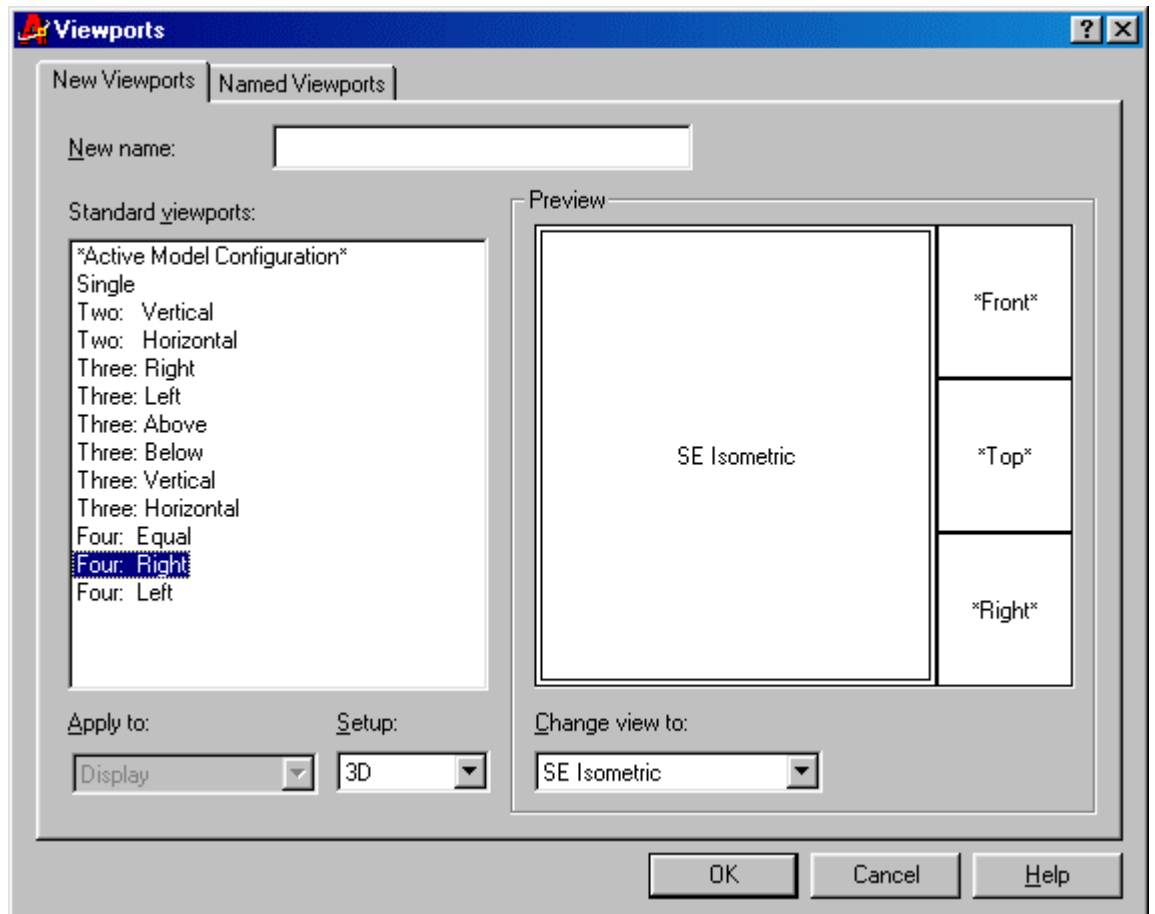 Viewports
New Viewports
Named Viewports
New name:
Standard viewports:
*Active Model Configuration*
Single
Two:   Vertical
Two:   Horizontal
Three: Right
Three: Left
Three: Above
Three: Below
Three: Vertical
Three: Horizontal
Four:  Equal
Four:  Right
Four:  Left
Apply to:
Display
Setup:
3D
Preview
SE Isometric
*Front*
*Top*
*Right*
Change view to:
SE Isometric
OK
Cancel
Help